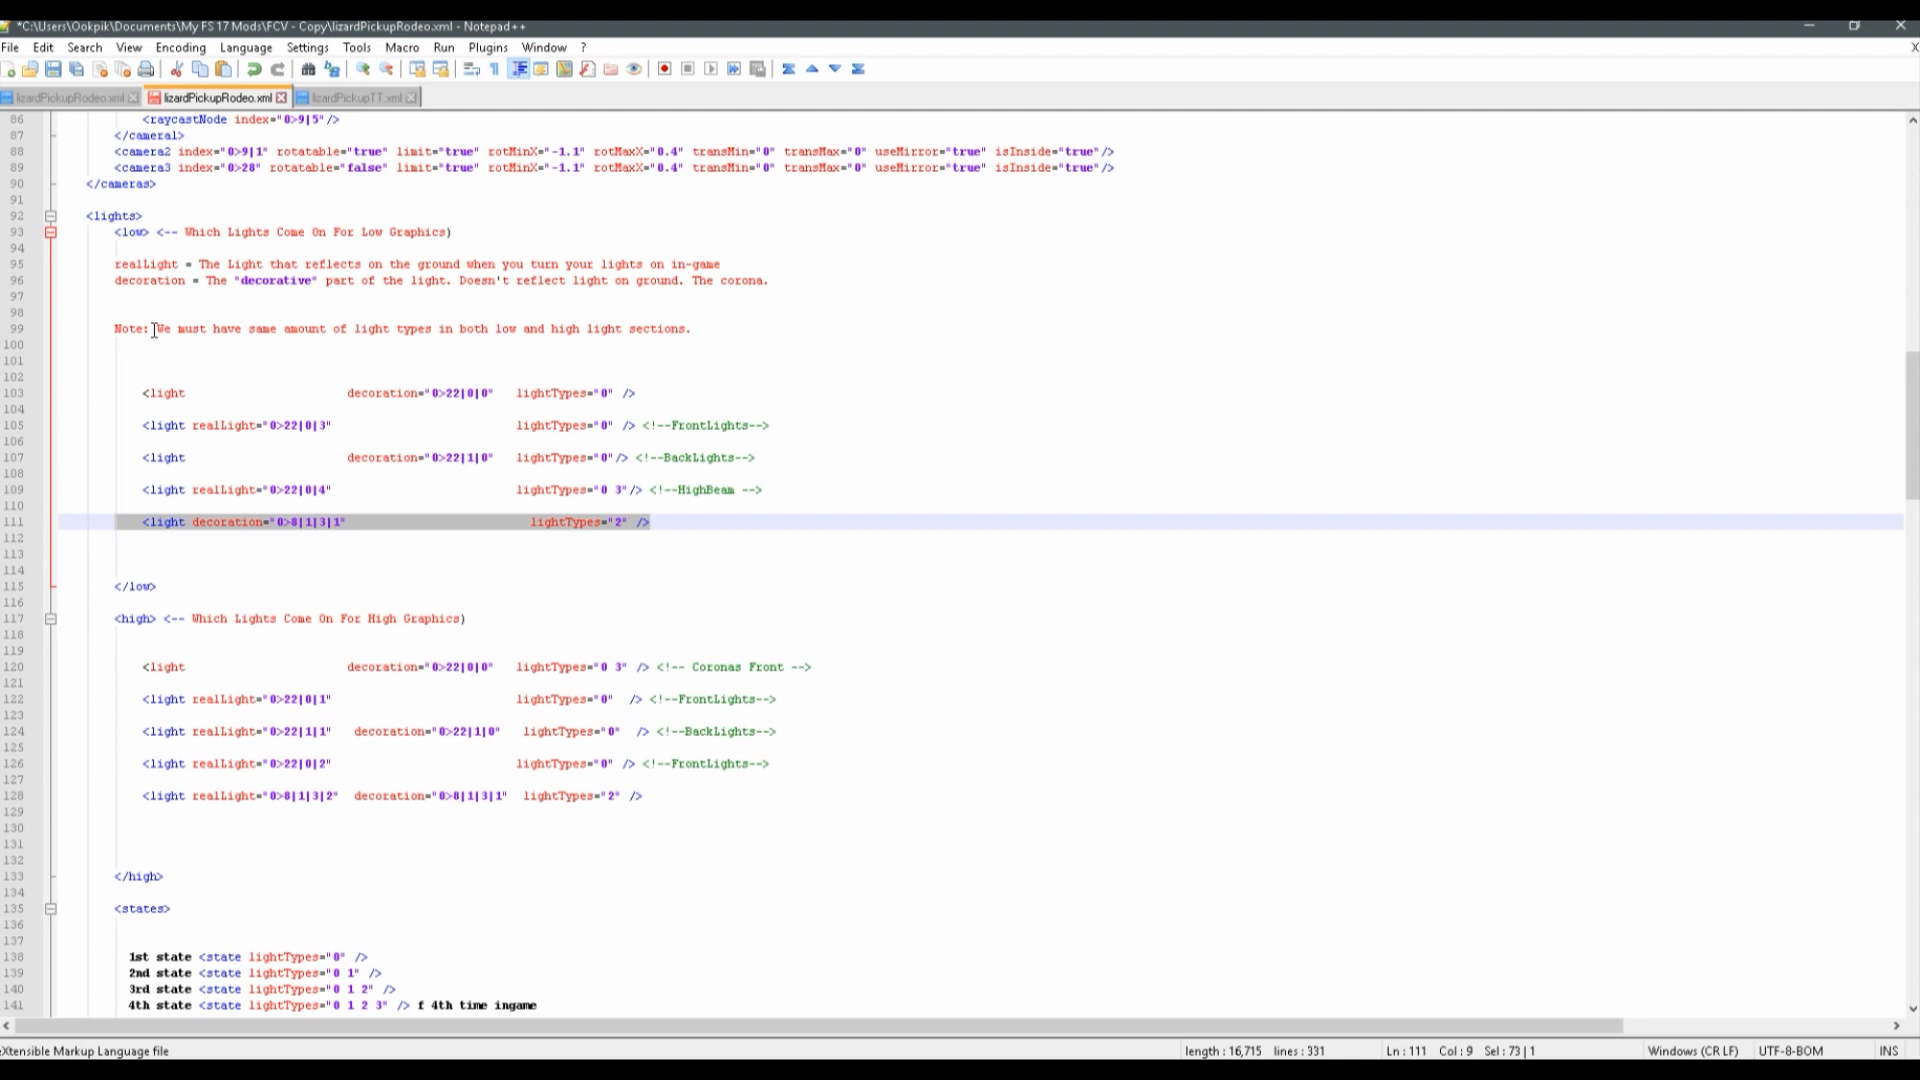 *C:\Users\Ookpik\Documents\My FS 17 Mods\FCV - Copy\lizardPickupRodeo.xml - Notepad++
File Edit Search View Encoding Language Settings Tools Macro Run Plugins Window ? X
lizardPickupRodeo.xml lizardPickupRodeo.xml lizardPickupTT.xml
86 <raycastNode index="0>9|5"/>
87 </camera1>
88 <camera2 index="0>9|1" rotatable="true" limit="true" rotMinX="-1.1" rotMaxX="0.4" transMin="0" transMax="0" useMirror="true" isInside="true"/>
89 <camera3 index="0>28" rotatable="false" limit="true" rotMinX="-1.1" rotMaxX="0.4" transMin="0" transMax="0" useMirror="true" isInside="true"/>
90 </cameras>
91
92 <lights>
93 <low> <-- Which Lights Come On For Low Graphics)
94
95 realLight = The Light that reflects on the ground when you turn your lights on in-game
96 decoration = The "decorative" part of the light. Doesn't reflect light on ground. The corona.
97
98
99 Note: We must have same amount of light types in both low and high light sections.
100
101
102
103 <light decoration="0>22|0|0" lightTypes="0" />
104
105 <light realLight="0>22|0|3" lightTypes="0" /> <!--FrontLights-->
106
107 <light decoration="0>22|1|0" lightTypes="0"/> <!--BackLights-->
108
109 <light realLight="0>22|0|4" lightTypes="0 3"/> <!--HighBeam -->
110
111 <light decoration="0>8|1|3|1" lightTypes="2" />
112
113
114
115 </low>
116
117 <high> <-- Which Lights Come On For High Graphics)
118
119
120 <light decoration="0>22|0|0" lightTypes="0 3" /> <!-- Coronas Front -->
121
122 <light realLight="0>22|0|1" lightTypes="0" /> <!--FrontLights-->
123
124 <light realLight="0>22|1|1" decoration="0>22|1|0" lightTypes="0" /> <!--BackLights-->
125
126 <light realLight="0>22|0|2" lightTypes="0" /> <!--FrontLights-->
127
128 <light realLight="0>8|1|3|2" decoration="0>8|1|3|1" lightTypes="2" />
129
130
131
132
133 </high>
134
135 <states>
136
137
138 1st state <state lightTypes="0" />
139 2nd state <state lightTypes="0 1" />
140 3rd state <state lightTypes="0 1 2" />
141 4th state <state lightTypes="0 1 2 3" /> f 4th time ingame
eXtensible Markup Language file length : 16,715 lines : 331 Ln : 111 Col : 9 Sel : 73 | 1 Windows (CR LF) UTF-8-BOM INS